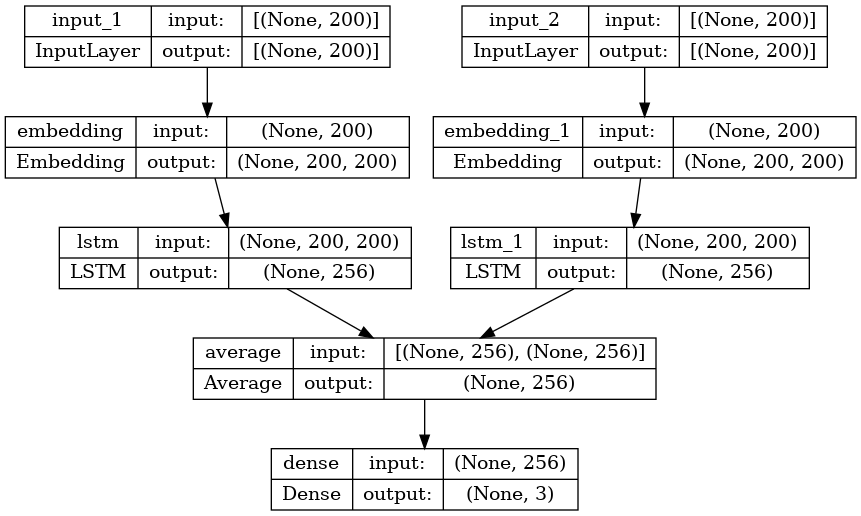 input_1 input: [(None, 200)]
InputLayer output: [(None, 200)]
input_2 input: [(None, 200)]
InputLayer output: [(None, 200)]
embedding input: (None, 200)
Embedding output: (None, 200, 200)
embedding_1 input: (None, 200)
Embedding output: (None, 200, 200)
lstm input: (None, 200, 200)
LSTM output: (None, 256)
lstm_1 input: (None, 200, 200)
LSTM output: (None, 256)
average input: [(None, 256), (None, 256)]
Average output: (None, 256)
dense input: (None, 256)
Dense output: (None, 3)